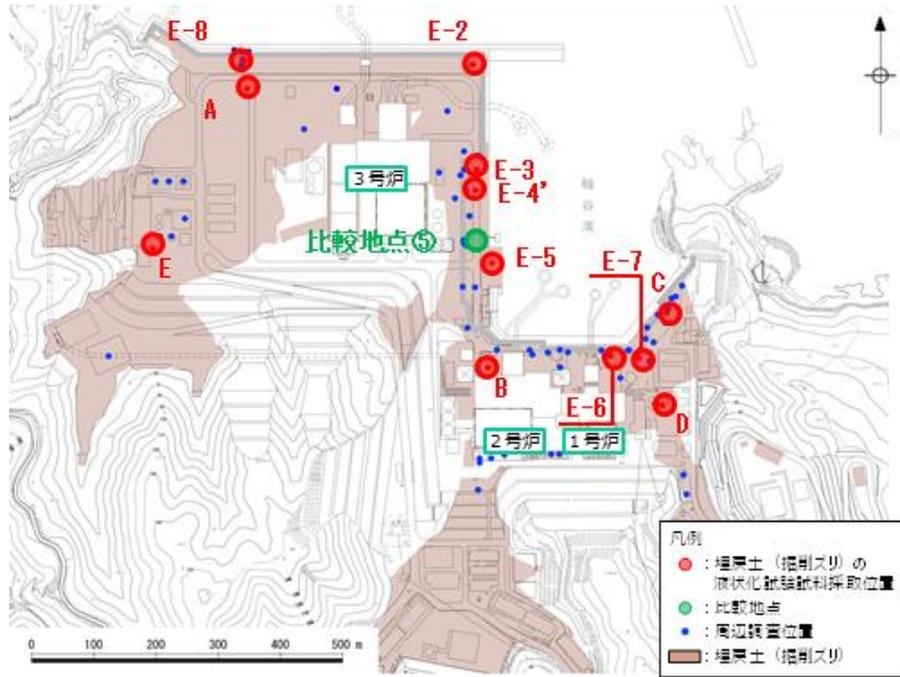 E-8
E-2
A
E-3
E-4'
3号炉
輪谷湾
比較地点⑤
E-5
E
E-7
C
B
E-6
D
2号炉
1号炉
凡例
：埋戻土（掘削ズリ）の
液状化試験試料採取位置
：比較地点
：周辺調査位置
：埋戻土（掘削ズリ）
0 100 200 300 400 500 m